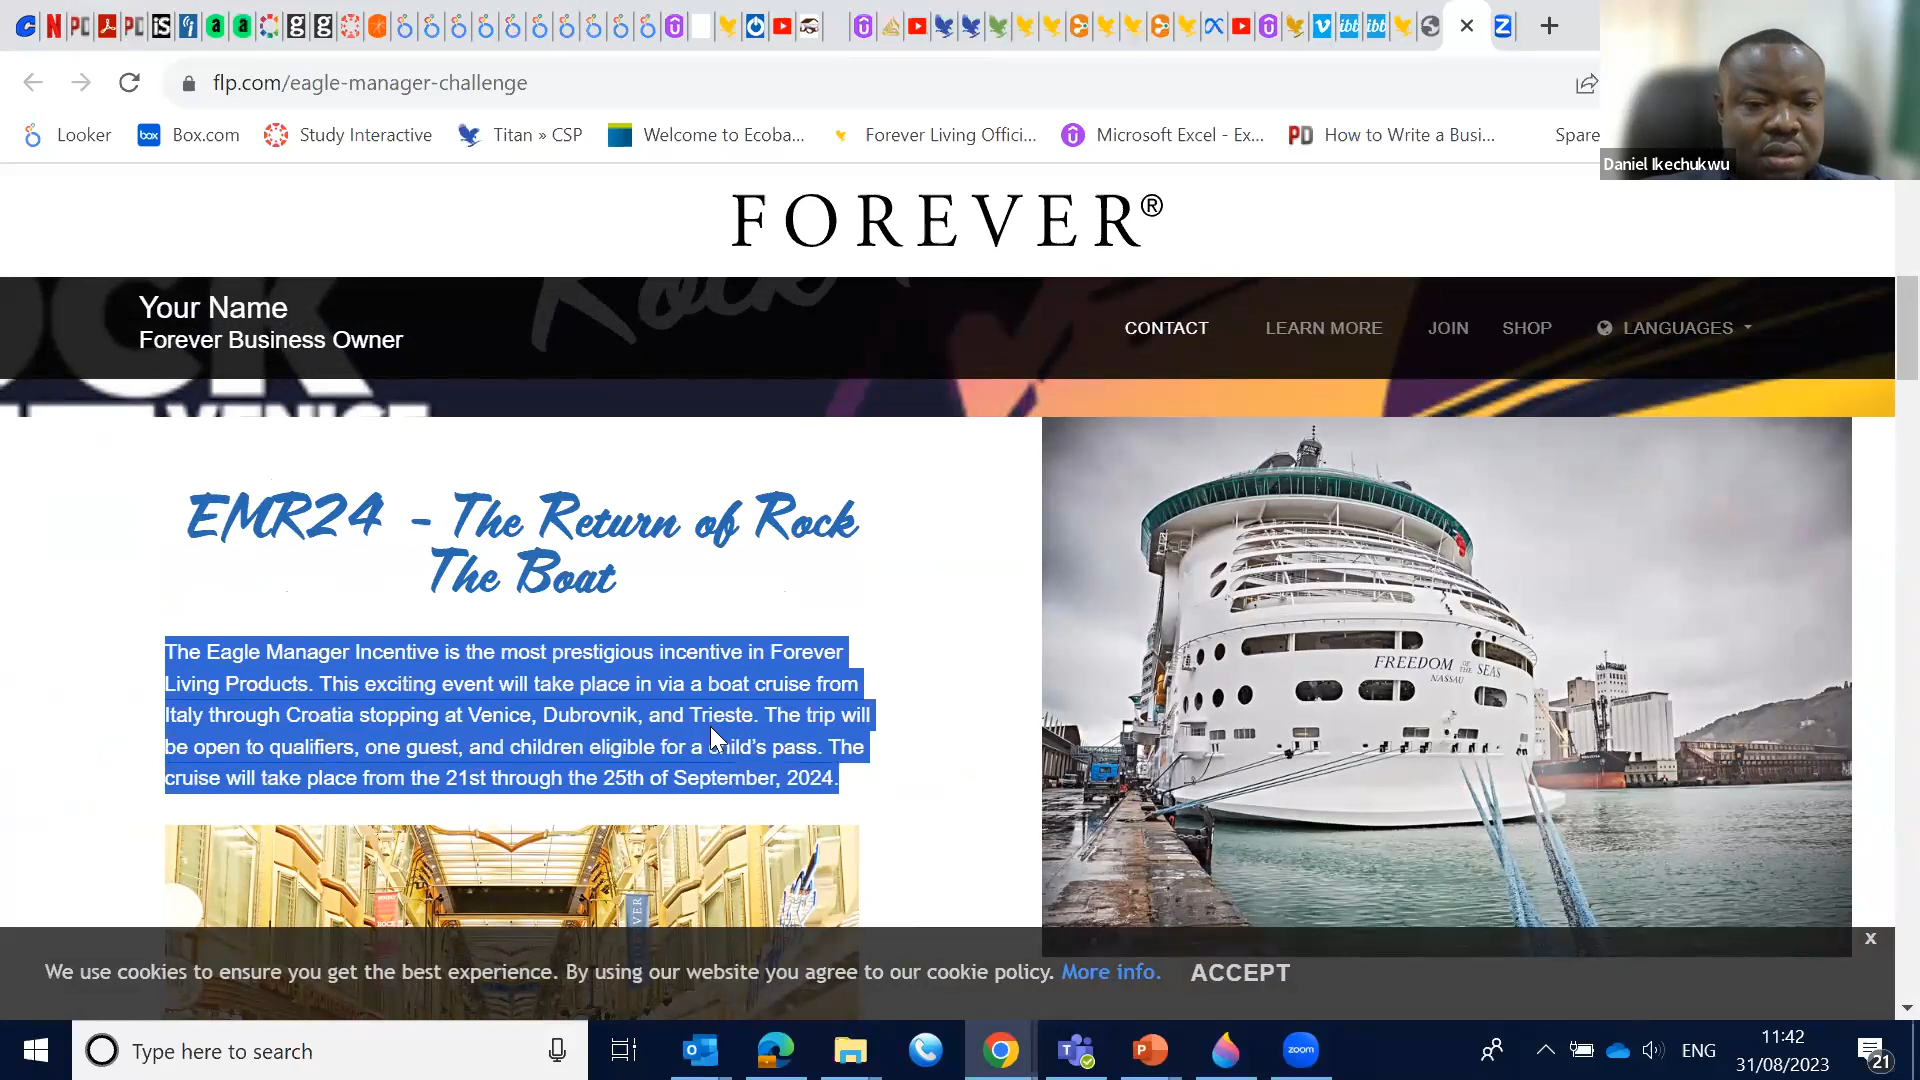 flp.com/eagle-manager-challenge
Looker
box
Box.com
Study Interactive
Titan » CSP
Welcome to Ecoba...
Forever Living Offici...
Microsoft Excel - Ex...
PD
How to Write a Busi...
Spare
Daniel Ikechukwu
FOREVER®
Your Name
Forever Business Owner
CONTACT
LEARN MORE
JOIN
SHOP
LANGUAGES
EMR24 - The Return of Rock
The Boat
The Eagle Manager Incentive is the most prestigious incentive in Forever
Living Products. This exciting event will take place in via a boat cruise from
Italy through Croatia stopping at Venice, Dubrovnik, and Trieste. The trip will
be open to qualifiers, one guest, and children eligible for a child's pass. The
cruise will take place from the 21st through the 25th of September, 2024.
FREEDOM OF THE SEAS
NASSAU
FOREVER
We use cookies to ensure you get the best experience. By using our website you agree to our cookie policy. More info.
ACCEPT
x
Type here to search
zoom
ENG
11:42
31/08/2023
21